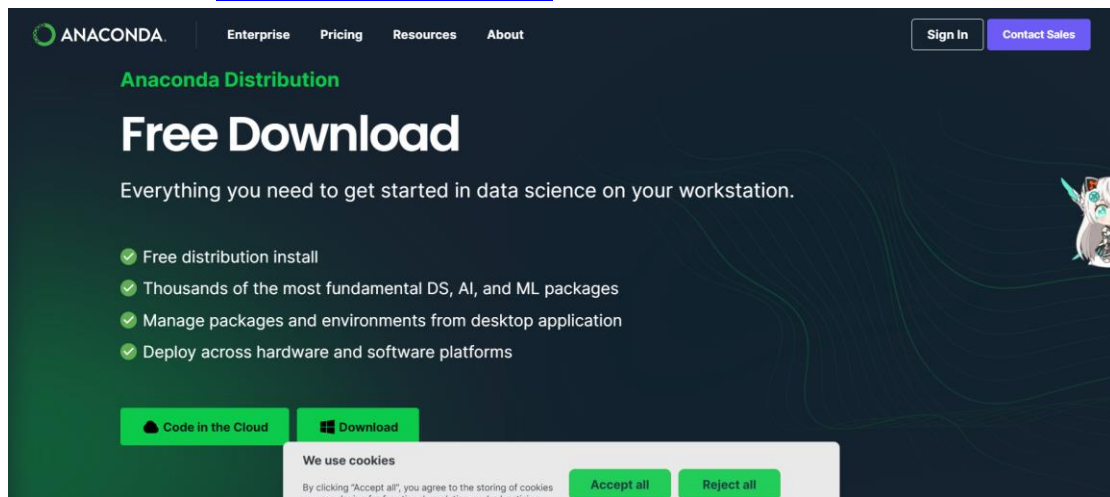 ANACONDA.
Enterprise Pricing Resources About
Sign In
Contact Sales
Anaconda Distribution
Free Download
Everything you need to get started in data science on your workstation.
Free distribution install
Thousands of the most fundamental DS, AI, and ML packages
Manage packages and environments from desktop application
Deploy across hardware and software platforms
Code in the Cloud
Download
We use cookies
By clicking "Accept all", you agree to the storing of cookies
Accept all
Reject all